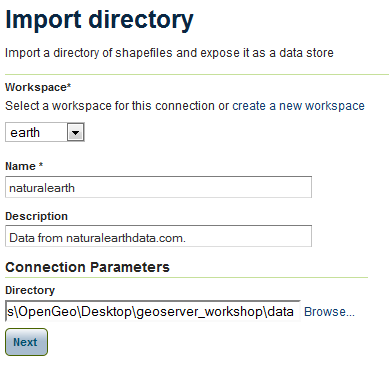 Import directory
Import a directory of shapefiles and expose it as a data store
Workspace*
Select a workspace for this connection or create a new workspace
earth
Name *
naturalearth
Description
Data from naturalearthdata.com.
Connection Parameters
Directory
s\OpenGeo\Desktop\geoserver_workshop\data Browse...
Next